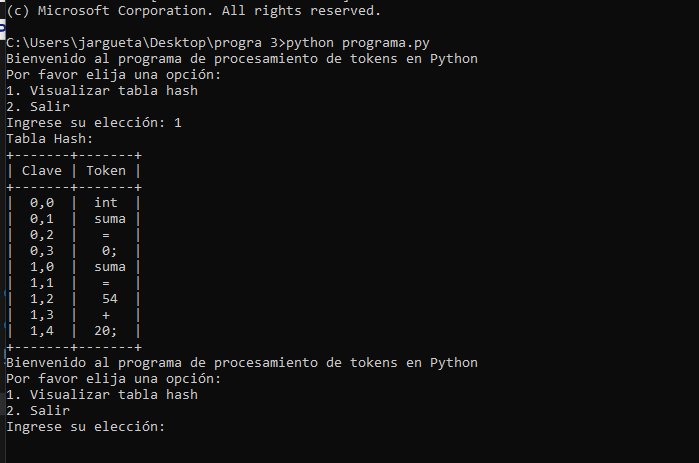 (c) Microsoft Corporation. All rights reserved.
C:\Users\jargueta\Desktop\progra 3>python programa.py
Bienvenido al programa de procesamiento de tokens en Python
Por favor elija una opción:
1. Visualizar tabla hash
2. Salir
Ingrese su elección: 1
Tabla Hash:
+-------+-------+
| Clave | Token |
+-------+-------+
|  0,0  |  int  |
|  0,1  |  suma |
|  0,2  |   =   |
|  0,3  |   0;  |
|  1,0  |  suma |
|  1,1  |   =   |
|  1,2  |   54  |
|  1,3  |   +   |
|  1,4  |  20;  |
+-------+-------+
Bienvenido al programa de procesamiento de tokens en Python
Por favor elija una opción:
1. Visualizar tabla hash
2. Salir
Ingrese su elección: